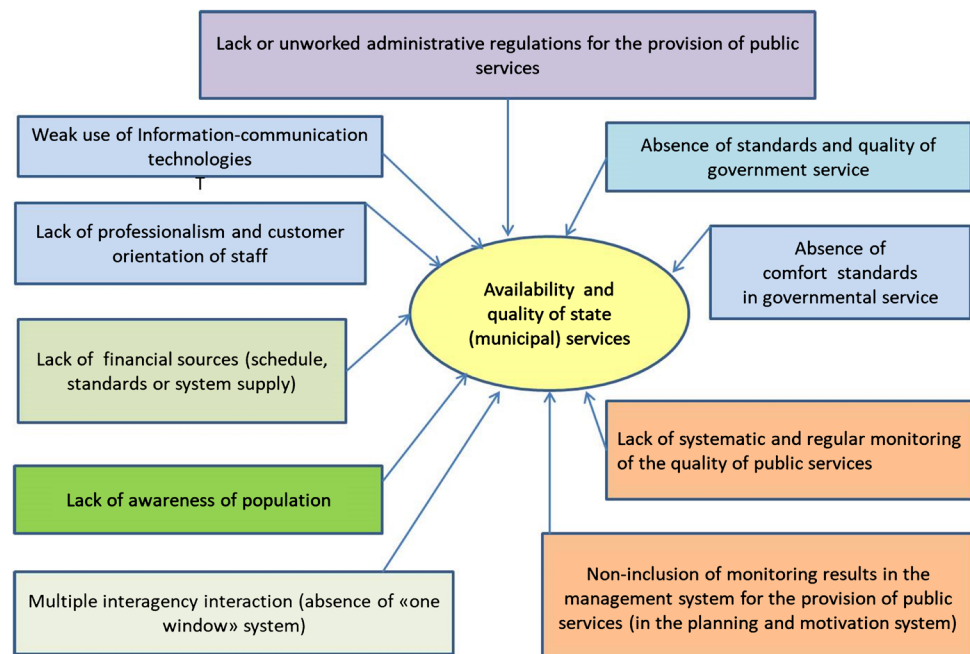 Lack or unworked administrative regulations for the provision of public
services
Weak use of Information-communication
technologies
T
Absence of standards and quality of
government service
Lack of professionalism and customer
orientation of staff
Absence of
comfort standards
in governmental service
Availability and
quality of state
(municipal) services
Lack of financial sources (schedule,
standards or system supply)
Lack of systematic and regular monitoring
of the quality of public services
Lack of awareness of population
Multiple interagency interaction (absence of «one
window» system)
Non-inclusion of monitoring results in the
management system for the provision of public
services (in the planning and motivation system)